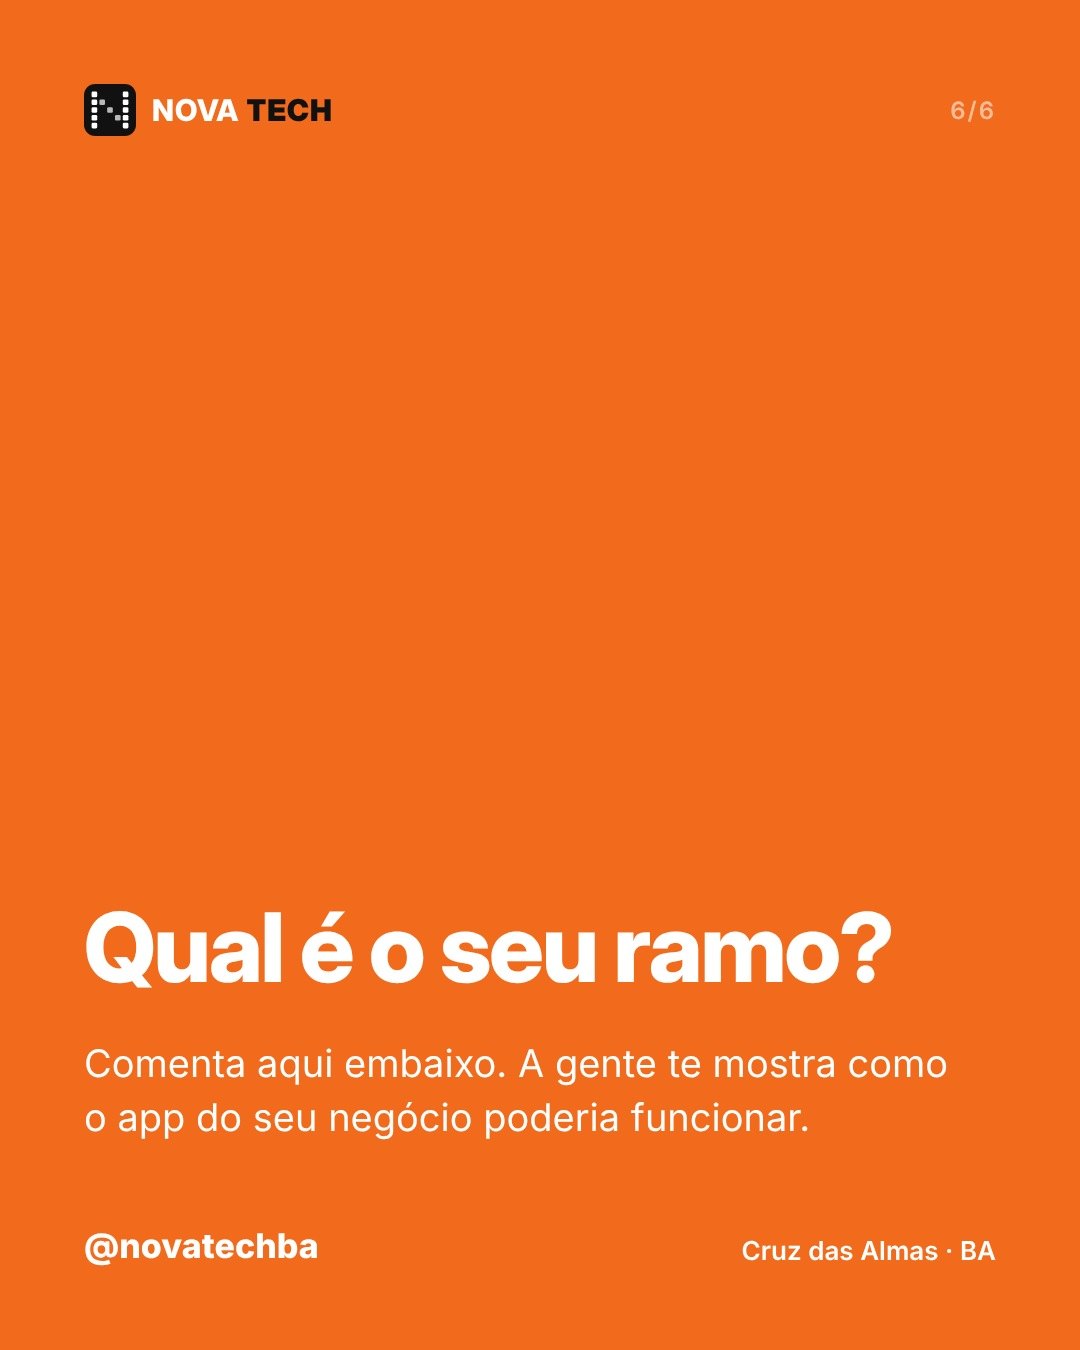 NOVA TECH
6/6
Qual é o seu ramo?
Comenta aqui embaixo. A gente te mostra como
o app do seu negócio poderia funcionar.
@novatechba
Cruz das Almas · BA